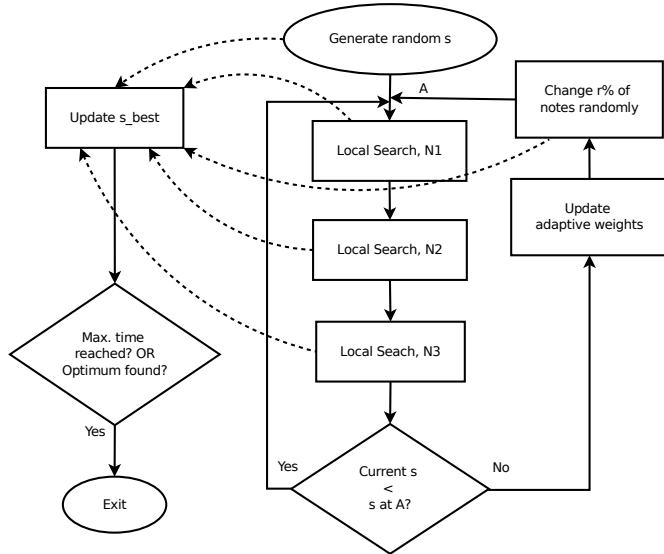 Generate random s
A
Change r% of
notes randomly
Update s_best
Local Search, N1
Update
adaptive weights
Local Search, N2
Max. time
reached? OR
Optimum found?
Local Seach, N3
Yes
Yes
Current s
<
s at A?
No
Exit